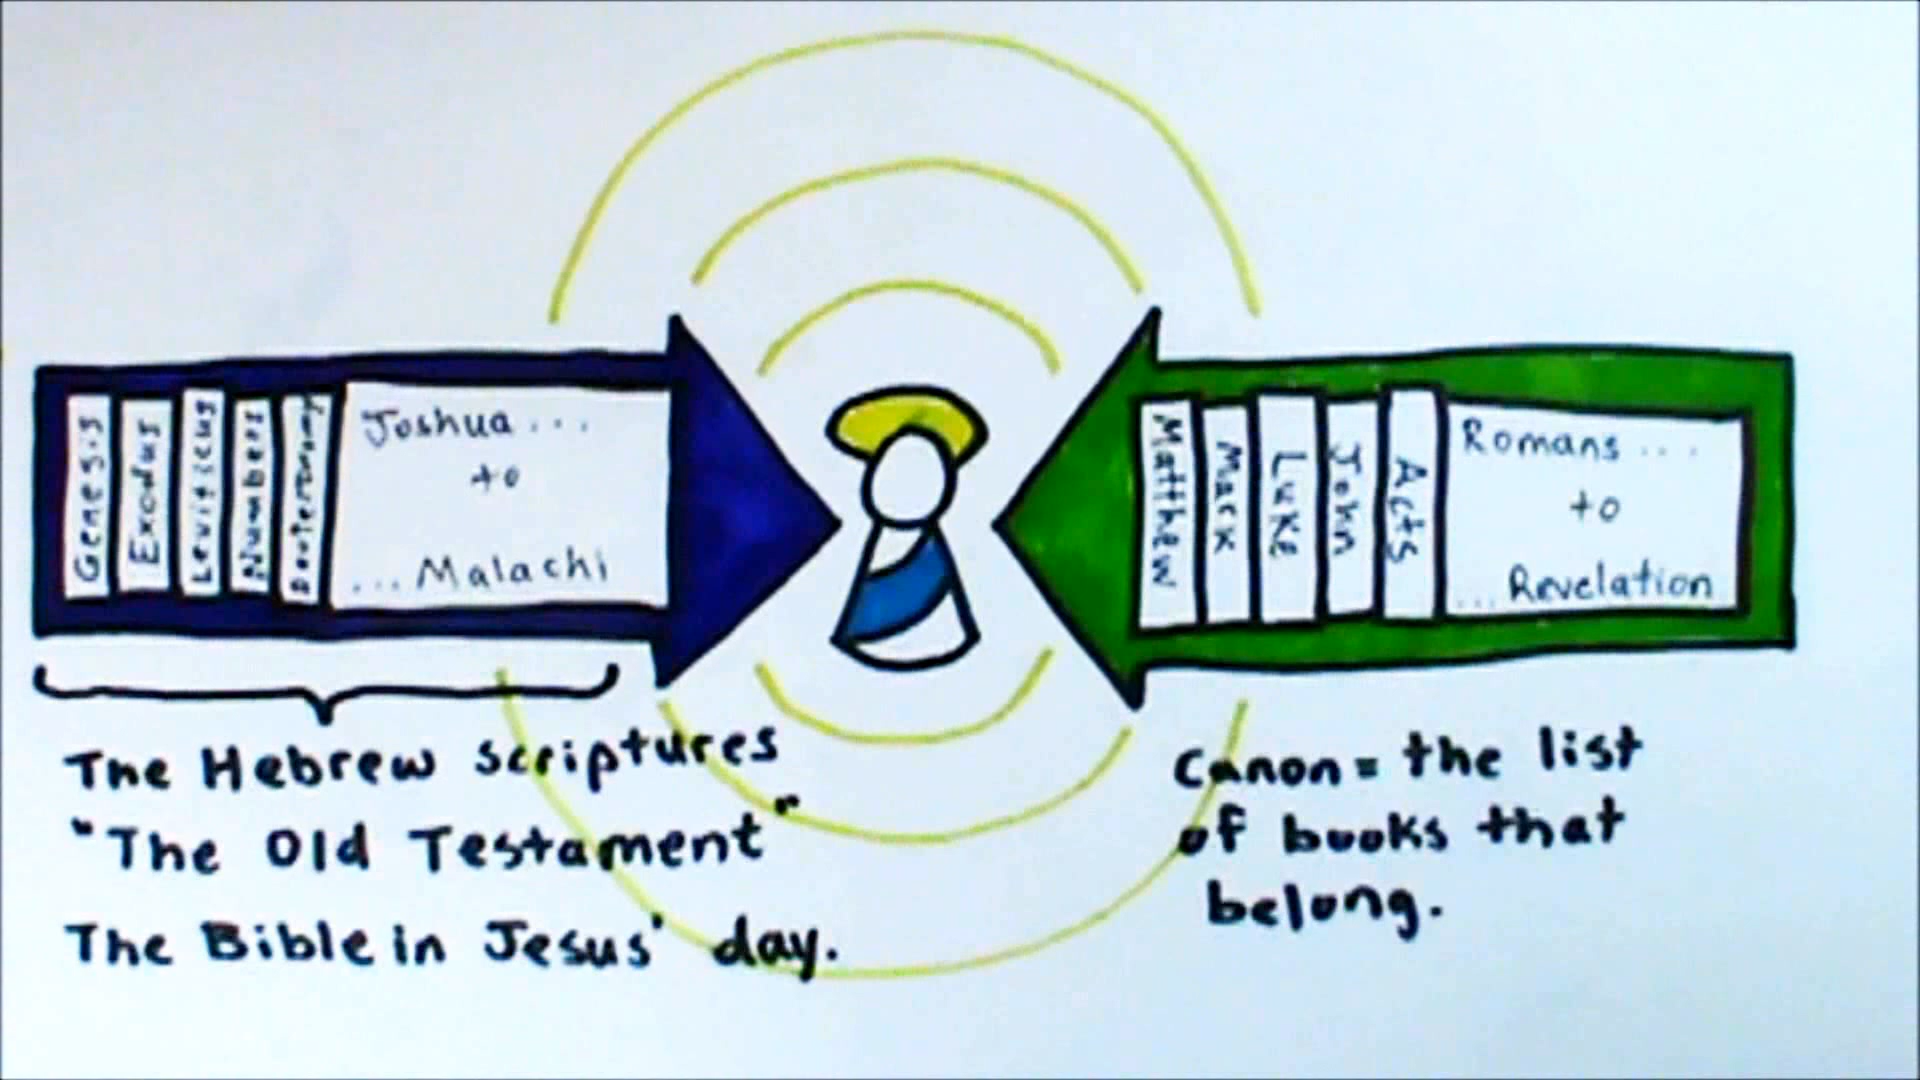 Genesis
Exodus
Leviticus
Numbers
Deuteronomy
Joshua ...
to
... Malachi
Matthew
Mark
Luke
John
Acts
Romans ....
to
... Revelation
The Hebrew scriptures
"The Old Testament"
The Bible in Jesus' day.
Canon = the list
of books that
belong.